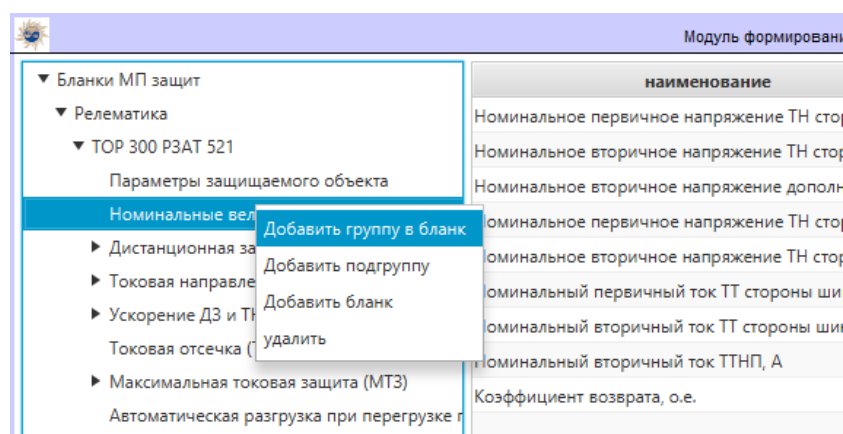 Модуль формирован
Бланки МП защит
Релематика
ТОР 300 РЗАТ 521
Параметры защищаемого объекта
Номинальные вел
Дистанционная за
Токовая направле
Ускорение ДЗ и
Токовая отсечка
Максимальная токовая защита (МТЗ)
Автоматическая разгрузка при перегрузке
Добавить группу в бланк
Добавить подгруппу
Добавить бланк
удалить
наименование
Номинальное первичное напряжение ТН сто
Номинальное вторичное напряжение ТН стор
Номинальное вторичное напряжение дополн
Номинальное первичное напряжение ТН стор
оминальное вторичное напряжение ТН стор
оминальный первичный ток ТТ стороны ши
оминальный вторичный ток ТТ стороны ши
Номинальный вторичный ток ТТНП, А
Коэффициент возврата, о.е.